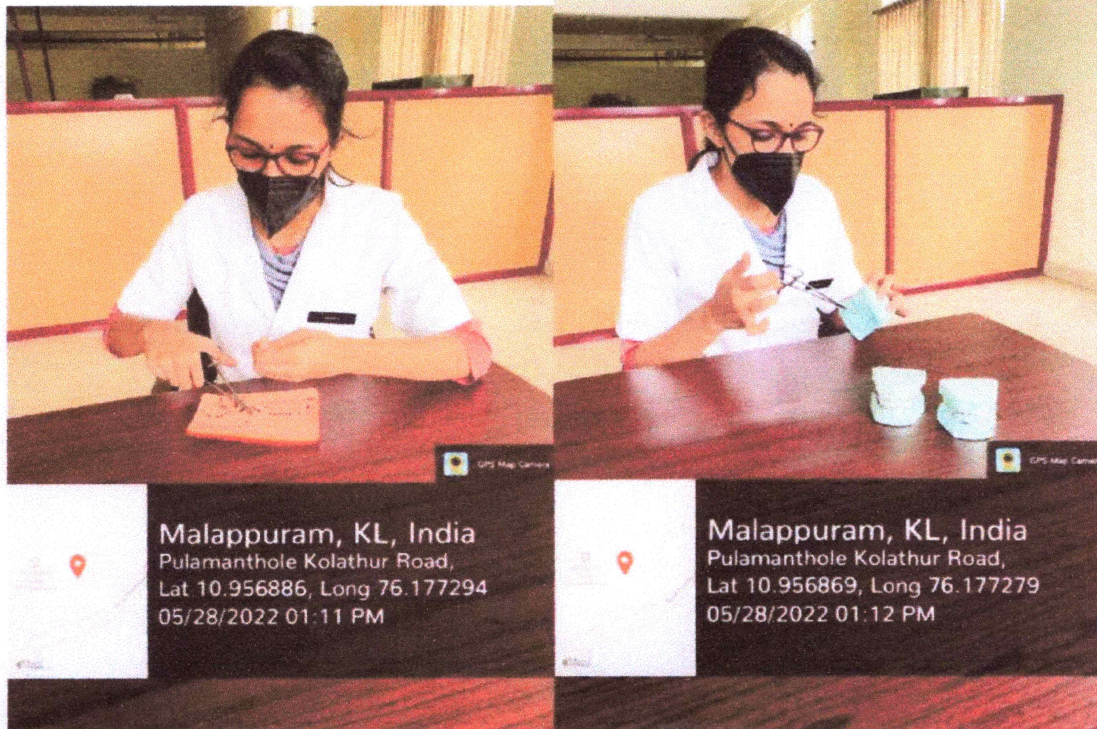 GPS Map Camera
Malappuram, KL, India
Pulamanthole Kolathur Road,
Lat 10.956886, Long 76.177294
05/28/2022 01:11 PM
GPS Map Camera
Malappuram, KL, India
Pulamanthole Kolathur Road,
Lat 10.956869, Long 76.177279
05/28/2022 01:12 PM